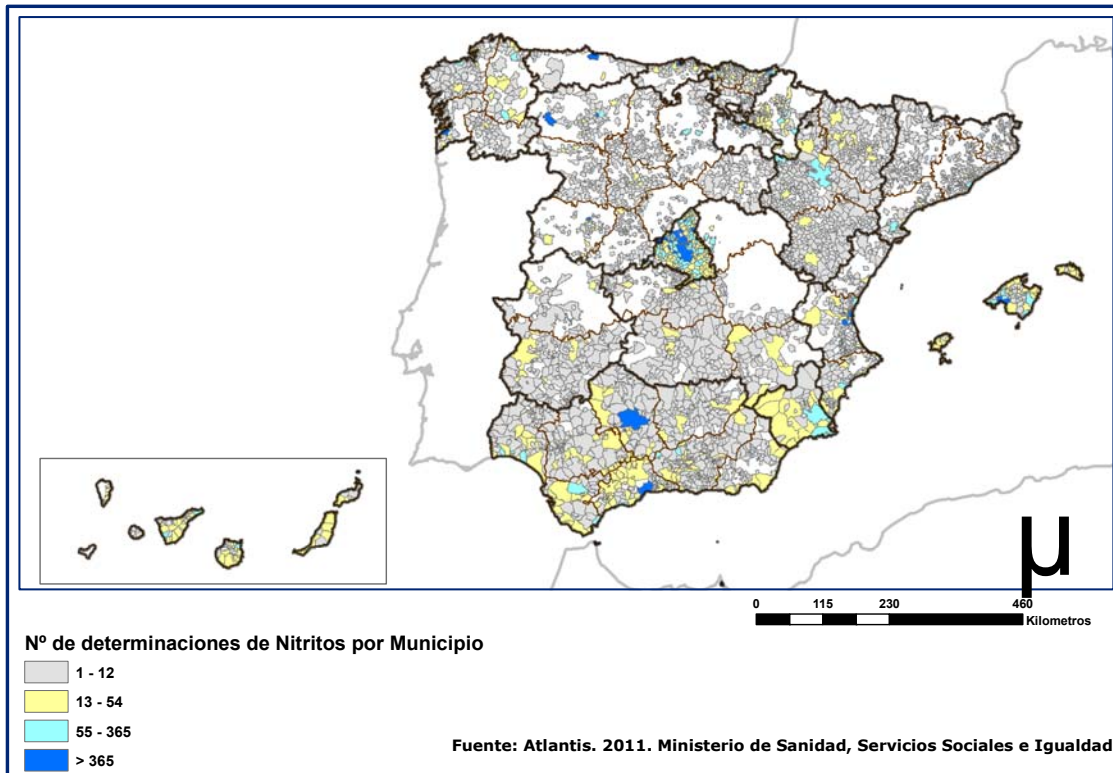 µ
0 115 230 460
Kilometros
Nº de determinaciones de Nitritos por Municipio
1 - 12
13 - 54
55 - 365
> 365
Fuente: Atlantis. 2011. Ministerio de Sanidad, Servicios Sociales e Igualdad